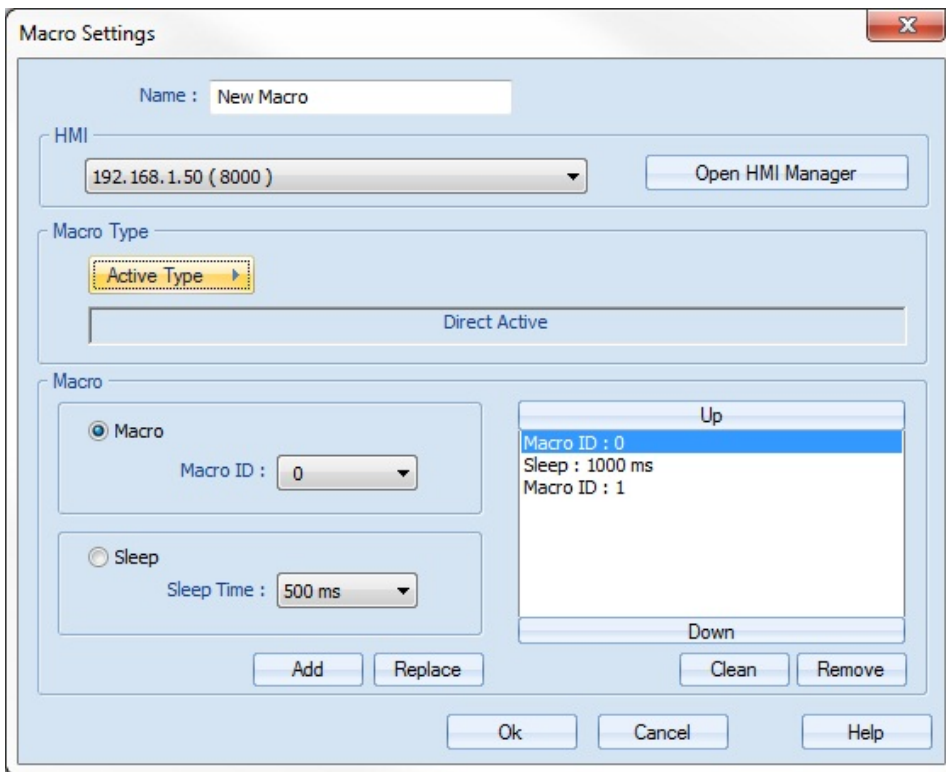 Macro Settings
Name : New Macro
HMI
192.168.1.50 ( 8000 )
Open HMI Manager
Macro Type
Active Type
Direct Active
Macro
Macro
Macro ID : 0
Sleep
Sleep Time : 500 ms
Up
Macro ID : 0
Sleep : 1000 ms
Macro ID : 1
Down
Add
Replace
Clean
Remove
Ok
Cancel
Help